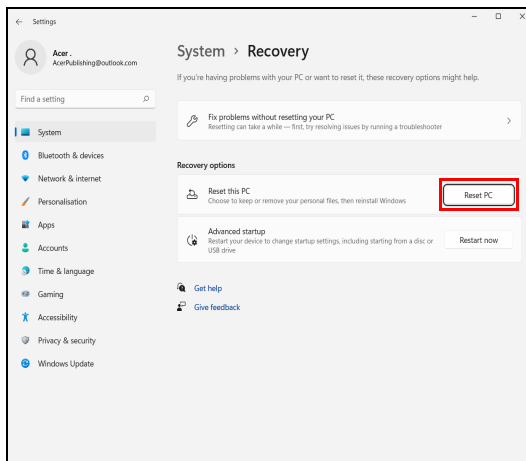 Settings
Acer .
AcerPublishing@outlook.com
Find a setting
System
Bluetooth & devices
Network & internet
Personalisation
Apps
Accounts
Time & language
Gaming
Accessibility
Privacy & security
Windows Update
System > Recovery
If you're having problems with your PC or want to reset it, these recovery options might help.
Fix problems without resetting your PC
Resetting can take a while — first, try resolving issues by running a troubleshooter
Recovery options
Reset this PC
Choose to keep or remove your personal files, then reinstall Windows
Reset PC
Advanced startup
Restart your device to change startup settings, including starting from a disc or
USB drive
Restart now
Get help
Give feedback